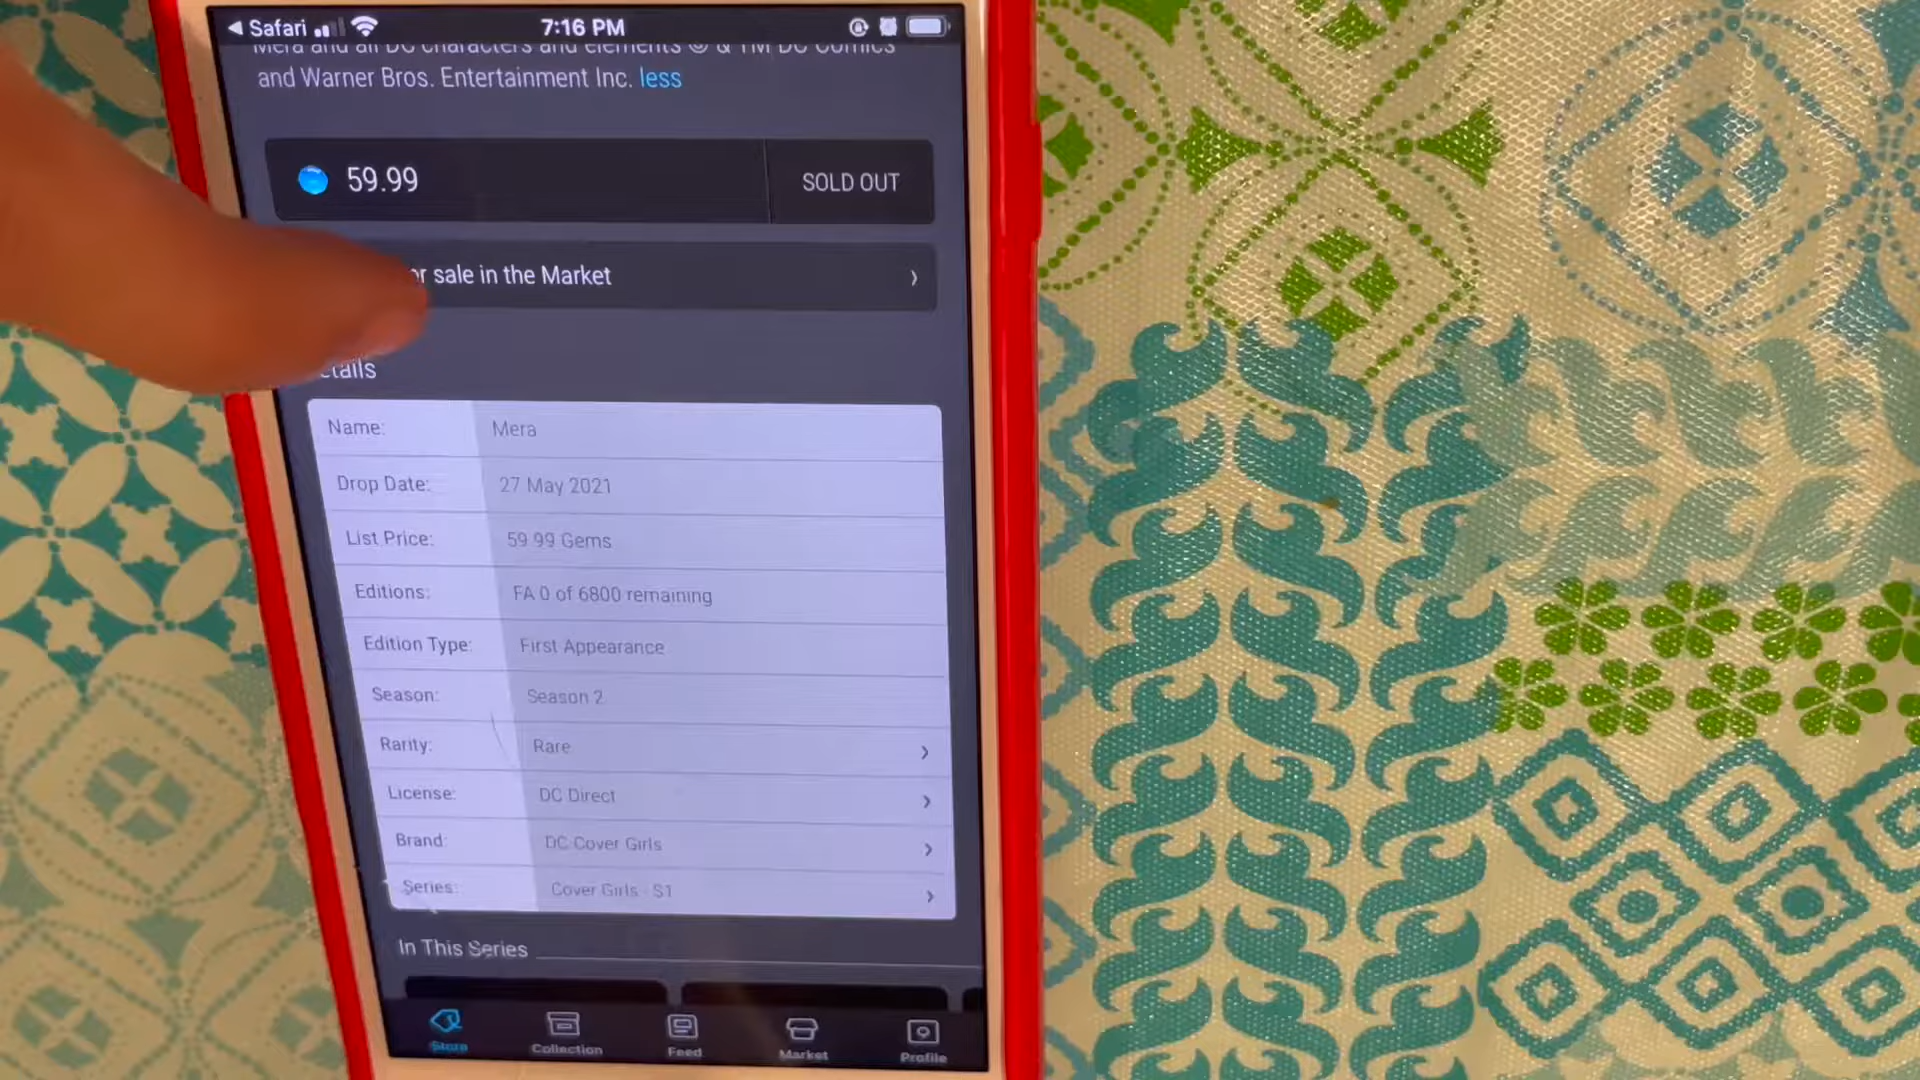 Safari 7:16 PM
Mera and all DC characters and elements © & TM DC Comics
and Warner Bros. Entertainment Inc. less
59.99 SOLD OUT
sale in the Market
Name: Mera
Drop Date: 27 May 2021
List Price: 59.99 Gems
Editions: FA 0 of 6800 remaining
Edition Type: First Appearance
Season: Season 2
Rarity: Rare
License: DC Direct
Brand: DC Cover Girls
Series: Cover Girls - S1
In This Series
Store Collection Feed Market Profile